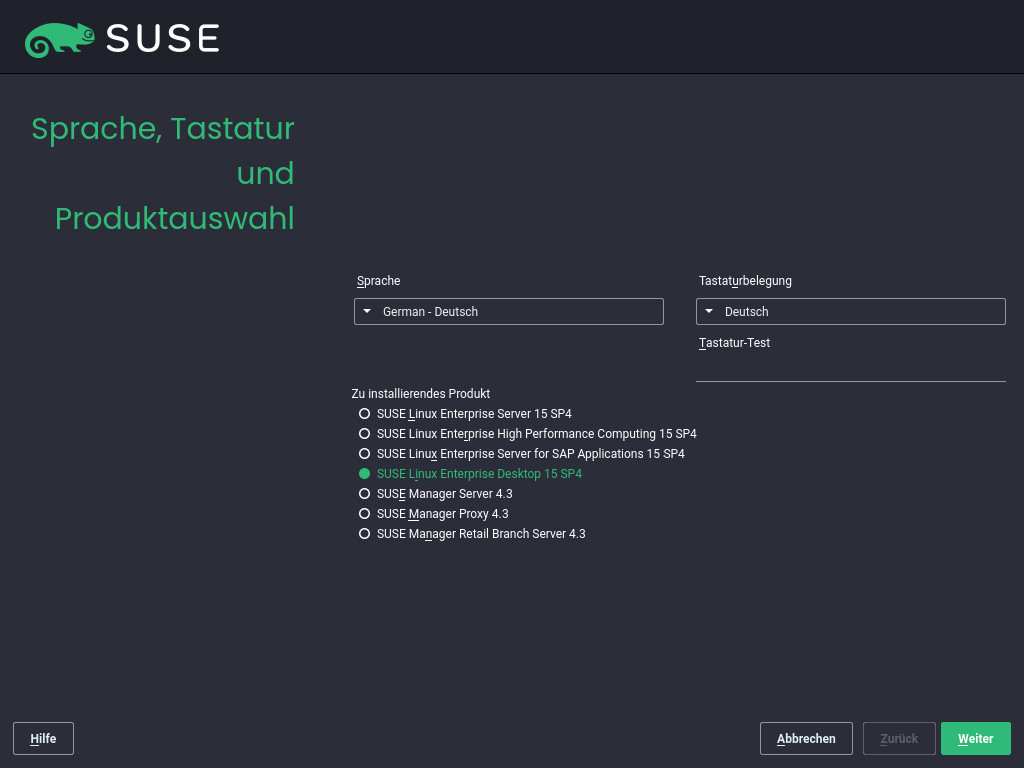 SUSE
Sprache, Tastatur
und
Produktauswahl
Sprache
Tastaturbelegung
German - Deutsch
Deutsch
Tastatur-Test
Zu installierendes Produkt
SUSE Linux Enterprise Server 15 SP4
SUSE Linux Enterprise High Performance Computing 15 SP4
SUSE Linux Enterprise Server for SAP Applications 15 SP4
SUSE Linux Enterprise Desktop 15 SP4
SUSE Manager Server 4.3
SUSE Manager Proxy 4.3
SUSE Manager Retail Branch Server 4.3
Hilfe
Abbrechen
Zurück
Weiter